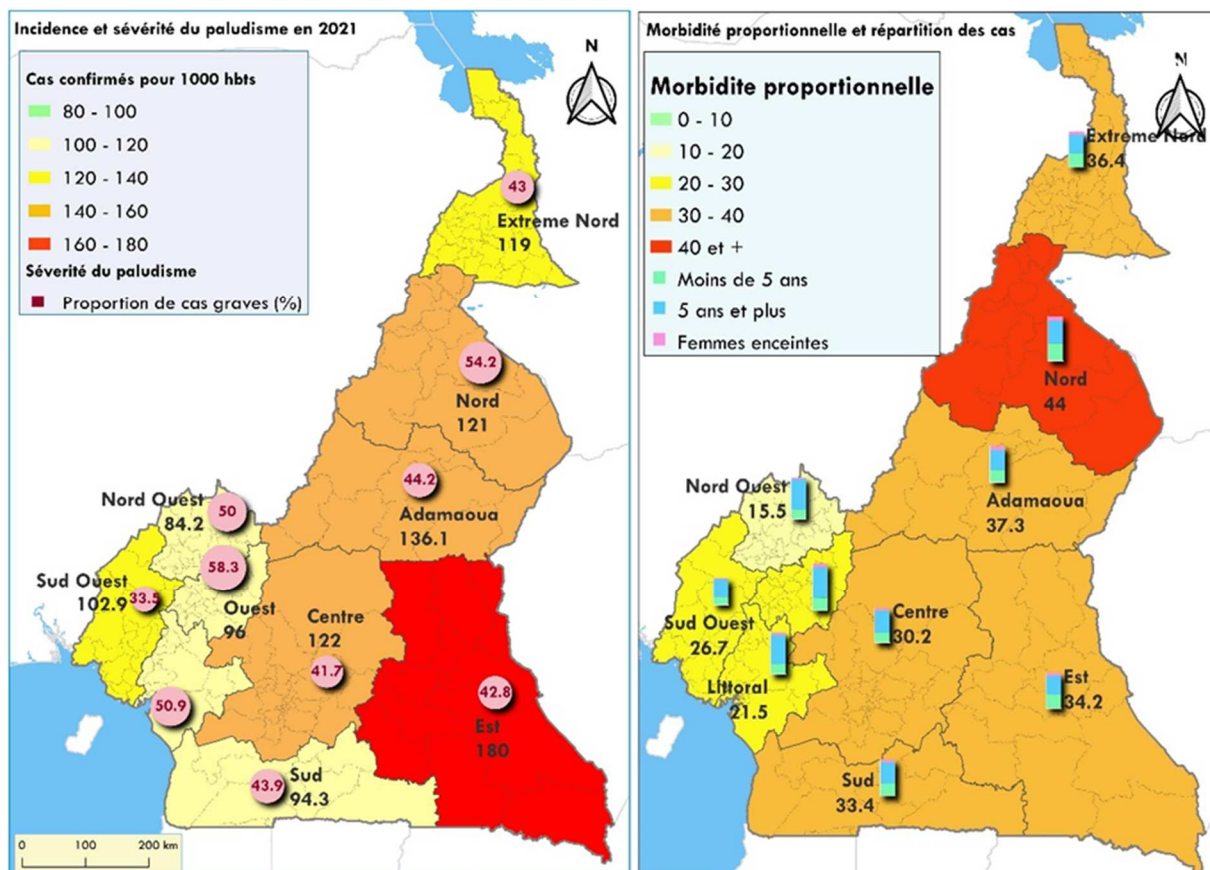 Incidence et sévérité du paludisme en 2021
N
Cas confirmés pour 1000 hbts
80 - 100
100 - 120
120 - 140
140 - 160
160 - 180
Séverité du paludisme
Proportion de cas graves (%)
43
Extreme Nord
119
54.2
Nord
121
44.2
Adamaoua
136.1
Nord Ouest
84.2
50
58.3
Sud Ouest
102.9
33.5
Ouest
96
Centre
122
41.7
50.9
42.8
Est
180
43.9
Sud
94.3
0 100 200 km
Morbidité proportionnelle et répartition des cas
N
Morbidite proportionnelle
0 - 10
10 - 20
20 - 30
30 - 40
40 et +
Moins de 5 ans
5 ans et plus
Femmes enceintes
Extreme Nord
36.4
Nord
44
Adamaoua
37.3
Nord Ouest
15.5
Sud Ouest
26.7
Centre
30.2
Littoral
21.5
Est
34.2
Sud
33.4